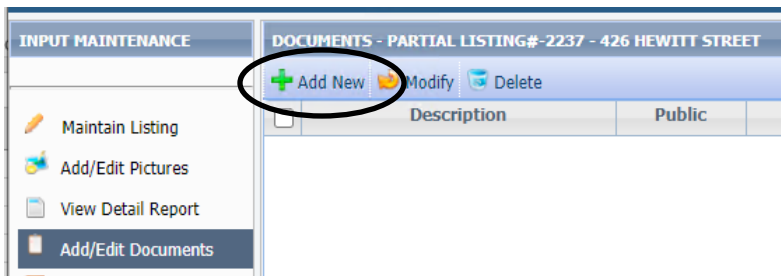 INPUT MAINTENANCE
DOCUMENTS - PARTIAL LISTING#-2237 - 426 HEWITT STREET
Add New Modify Delete
Description Public
Maintain Listing
Add/Edit Pictures
View Detail Report
Add/Edit Documents